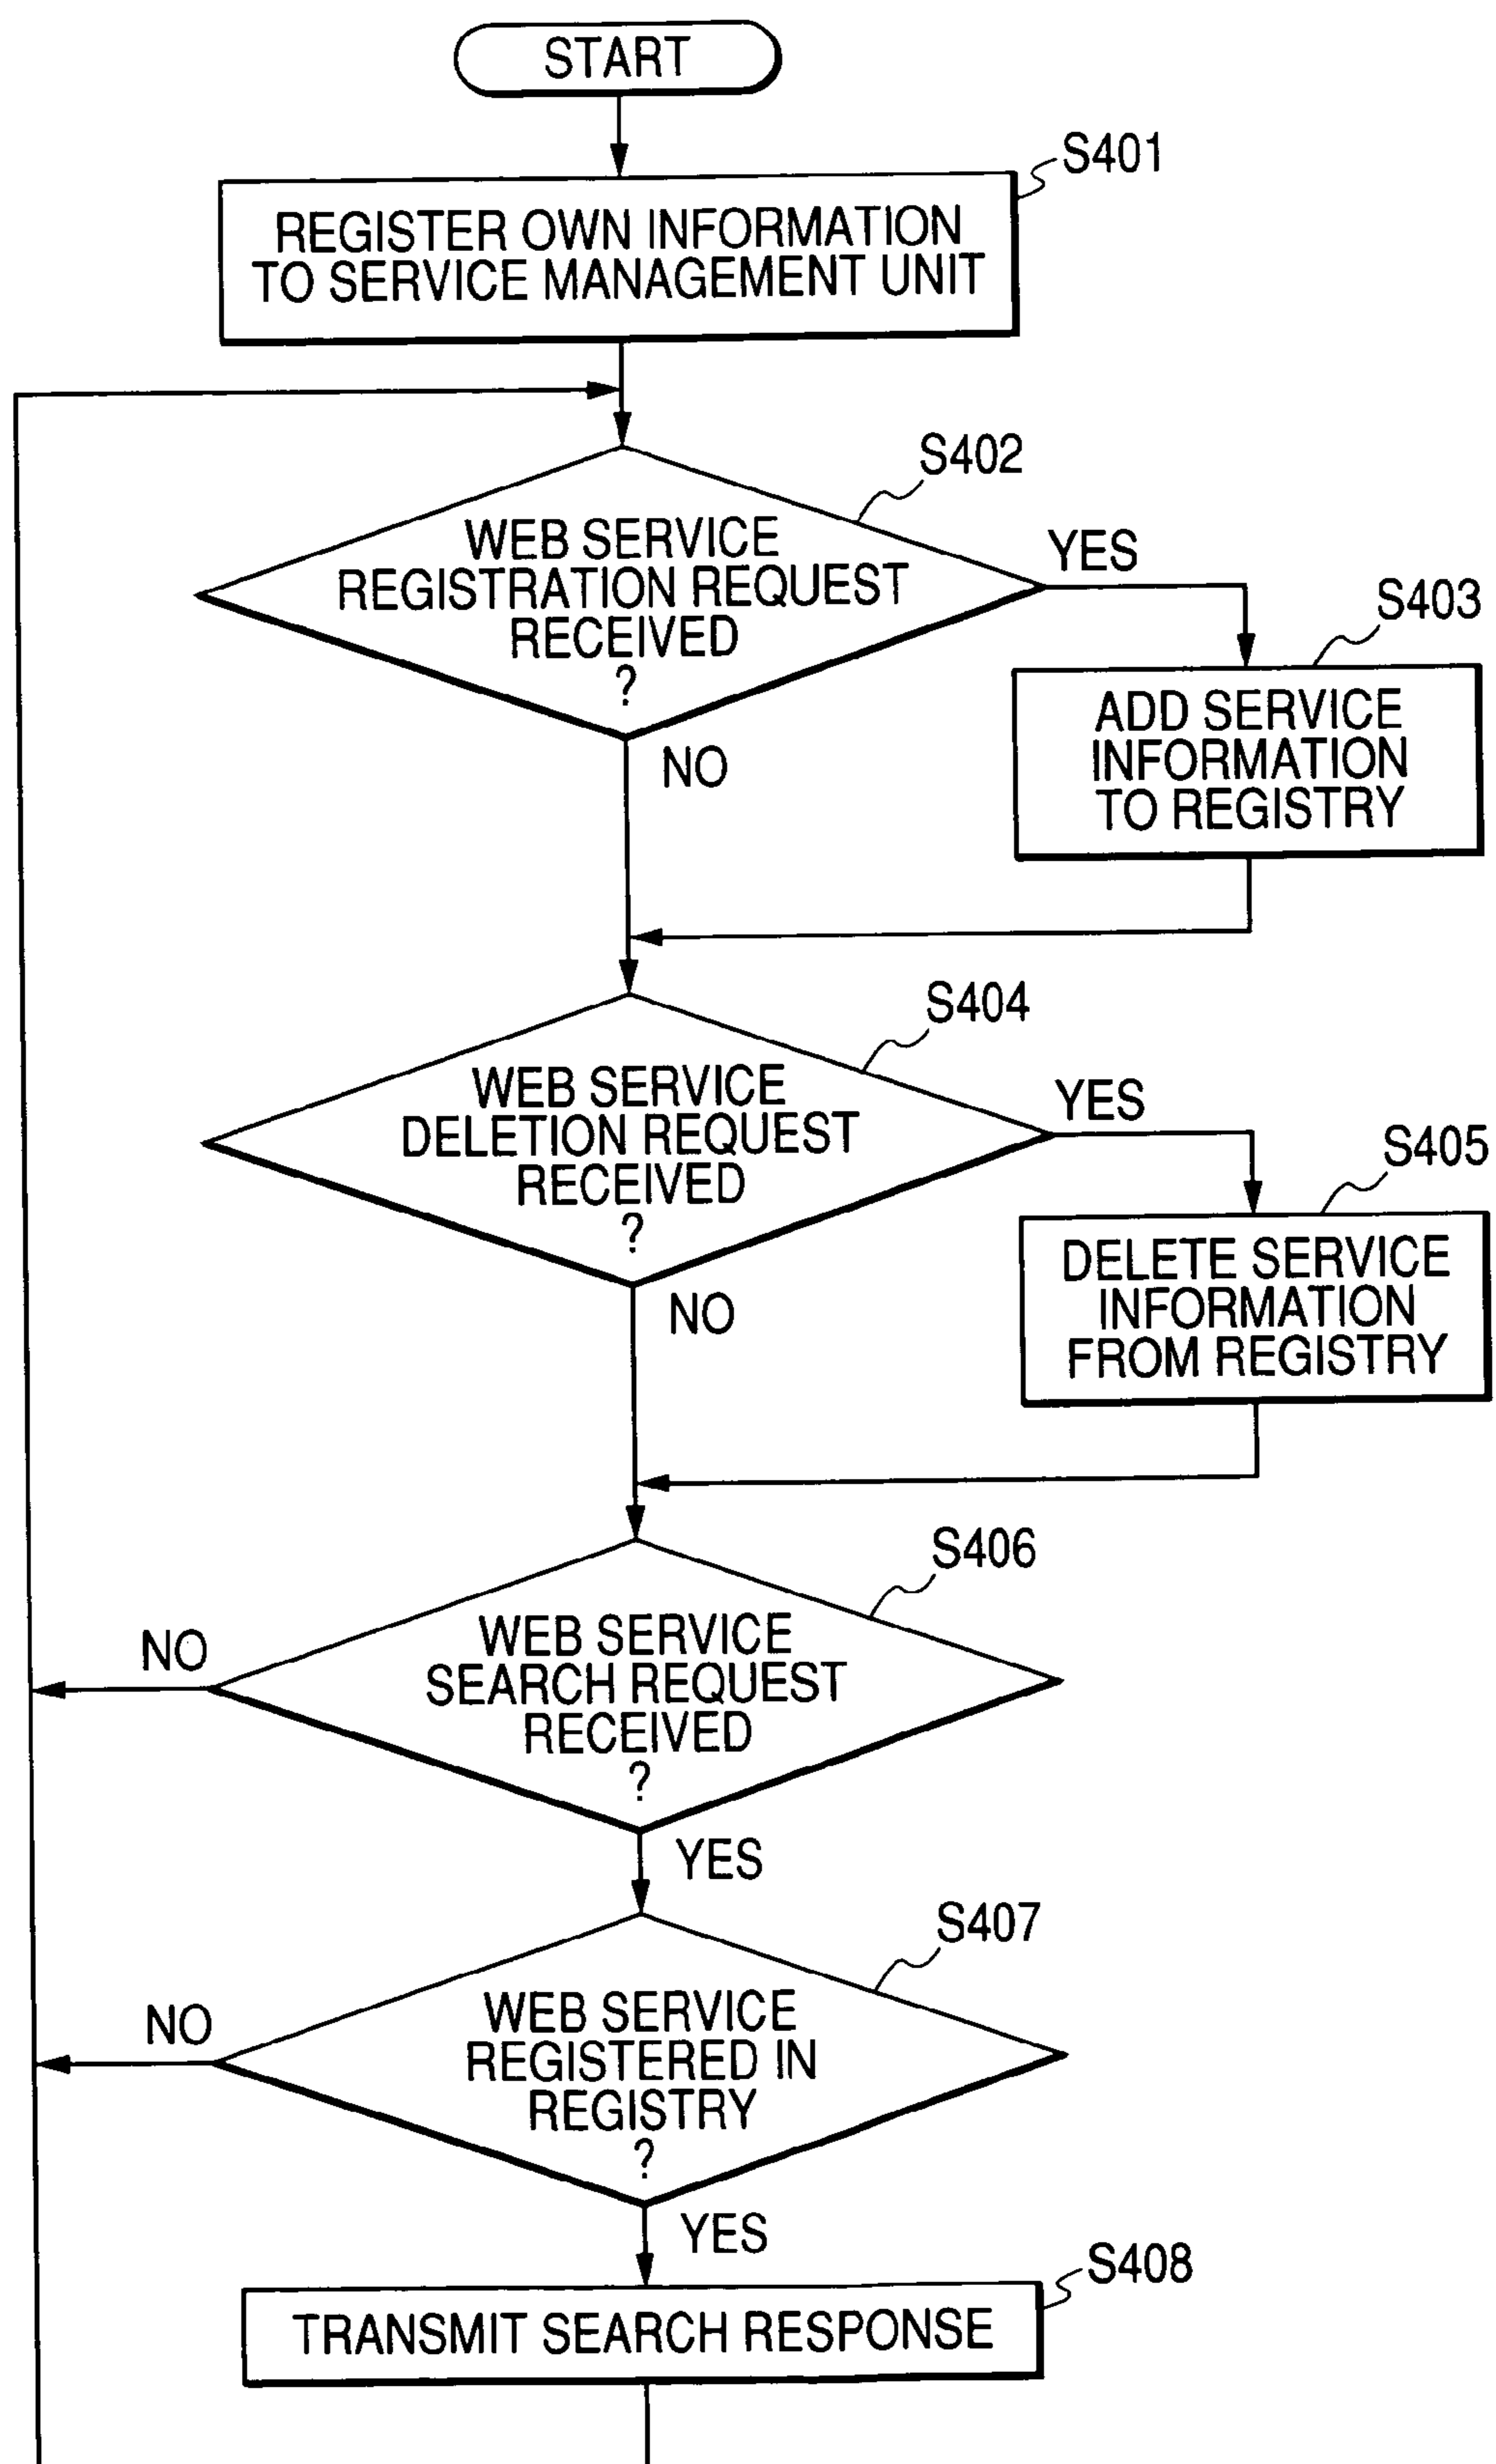 START
S401
REGISTER OWN INFORMATION
TO SERVICE MANAGEMENT UNIT
S402
WEB SERVICE
REGISTRATION REQUEST
RECEIVED
?
YES
NO
S403
ADD SERVICE
INFORMATION
TO REGISTRY
S404
WEB SERVICE
DELETION REQUEST
RECEIVED
?
YES
NO
S405
DELETE SERVICE
INFORMATION
FROM REGISTRY
S406
WEB SERVICE
SEARCH REQUEST
RECEIVED
?
NO
YES
S407
WEB SERVICE
REGISTERED IN
REGISTRY
?
NO
YES
S408
TRANSMIT SEARCH RESPONSE